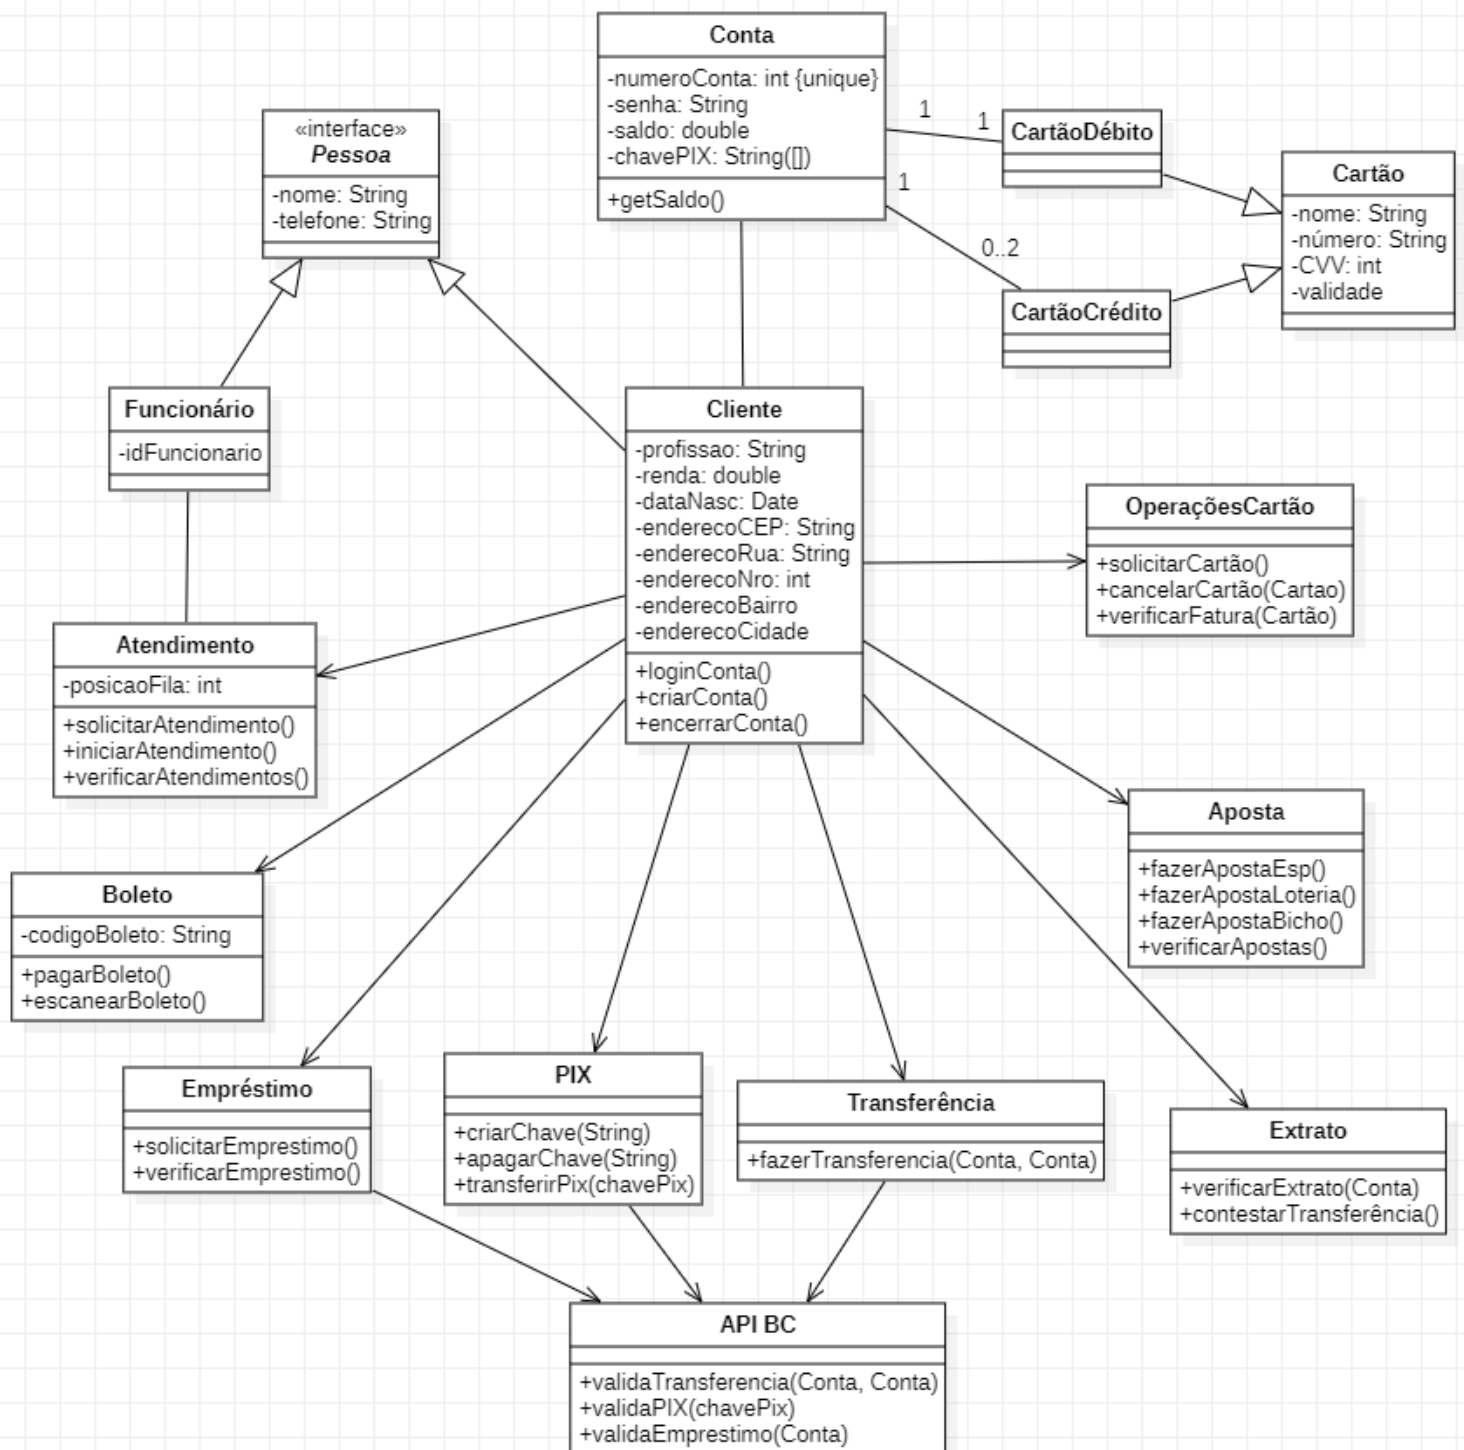 Conta
-numeroConta: int {unique}
-senha: String
-saldo: double
-chavePIX: String([])
+getSaldo()
«interface»
Pessoa
-nome: String
-telefone: String
1
1
CartãoDébito
1
0..2
CartãoCrédito
Cartão
-nome: String
-número: String
-CVV: int
-validade
Funcionário
-idFuncionario
Cliente
-profissao: String
-renda: double
-dataNasc: Date
-enderecoCEP: String
-enderecoRua: String
-enderecoNro: int
-enderecoBairro
-enderecoCidade
+loginConta()
+criarConta()
+encerrarConta()
OperaçõesCartão
+solicitarCartão()
+cancelarCartão(Cartao)
+verificarFatura(Cartão)
Atendimento
-posicaoFila: int
+solicitarAtendimento()
+iniciarAtendimento()
+verificarAtendimentos()
Aposta
+fazerApostaEsp()
+fazerApostaLoteria()
+fazerApostaBicho()
+verificarApostas()
Boleto
-codigoBoleto: String
+pagarBoleto()
+escanearBoleto()
Empréstimo
+solicitarEmprestimo()
+verificarEmprestimo()
PIX
+criarChave(String)
+apagarChave(String)
+transferirPix(chavePix)
Transferência
+fazerTransferencia(Conta, Conta)
Extrato
+verificarExtrato(Conta)
+contestarTransferência()
API BC
+validaTransferencia(Conta, Conta)
+validaPIX(chavePix)
+validaEmprestimo(Conta)